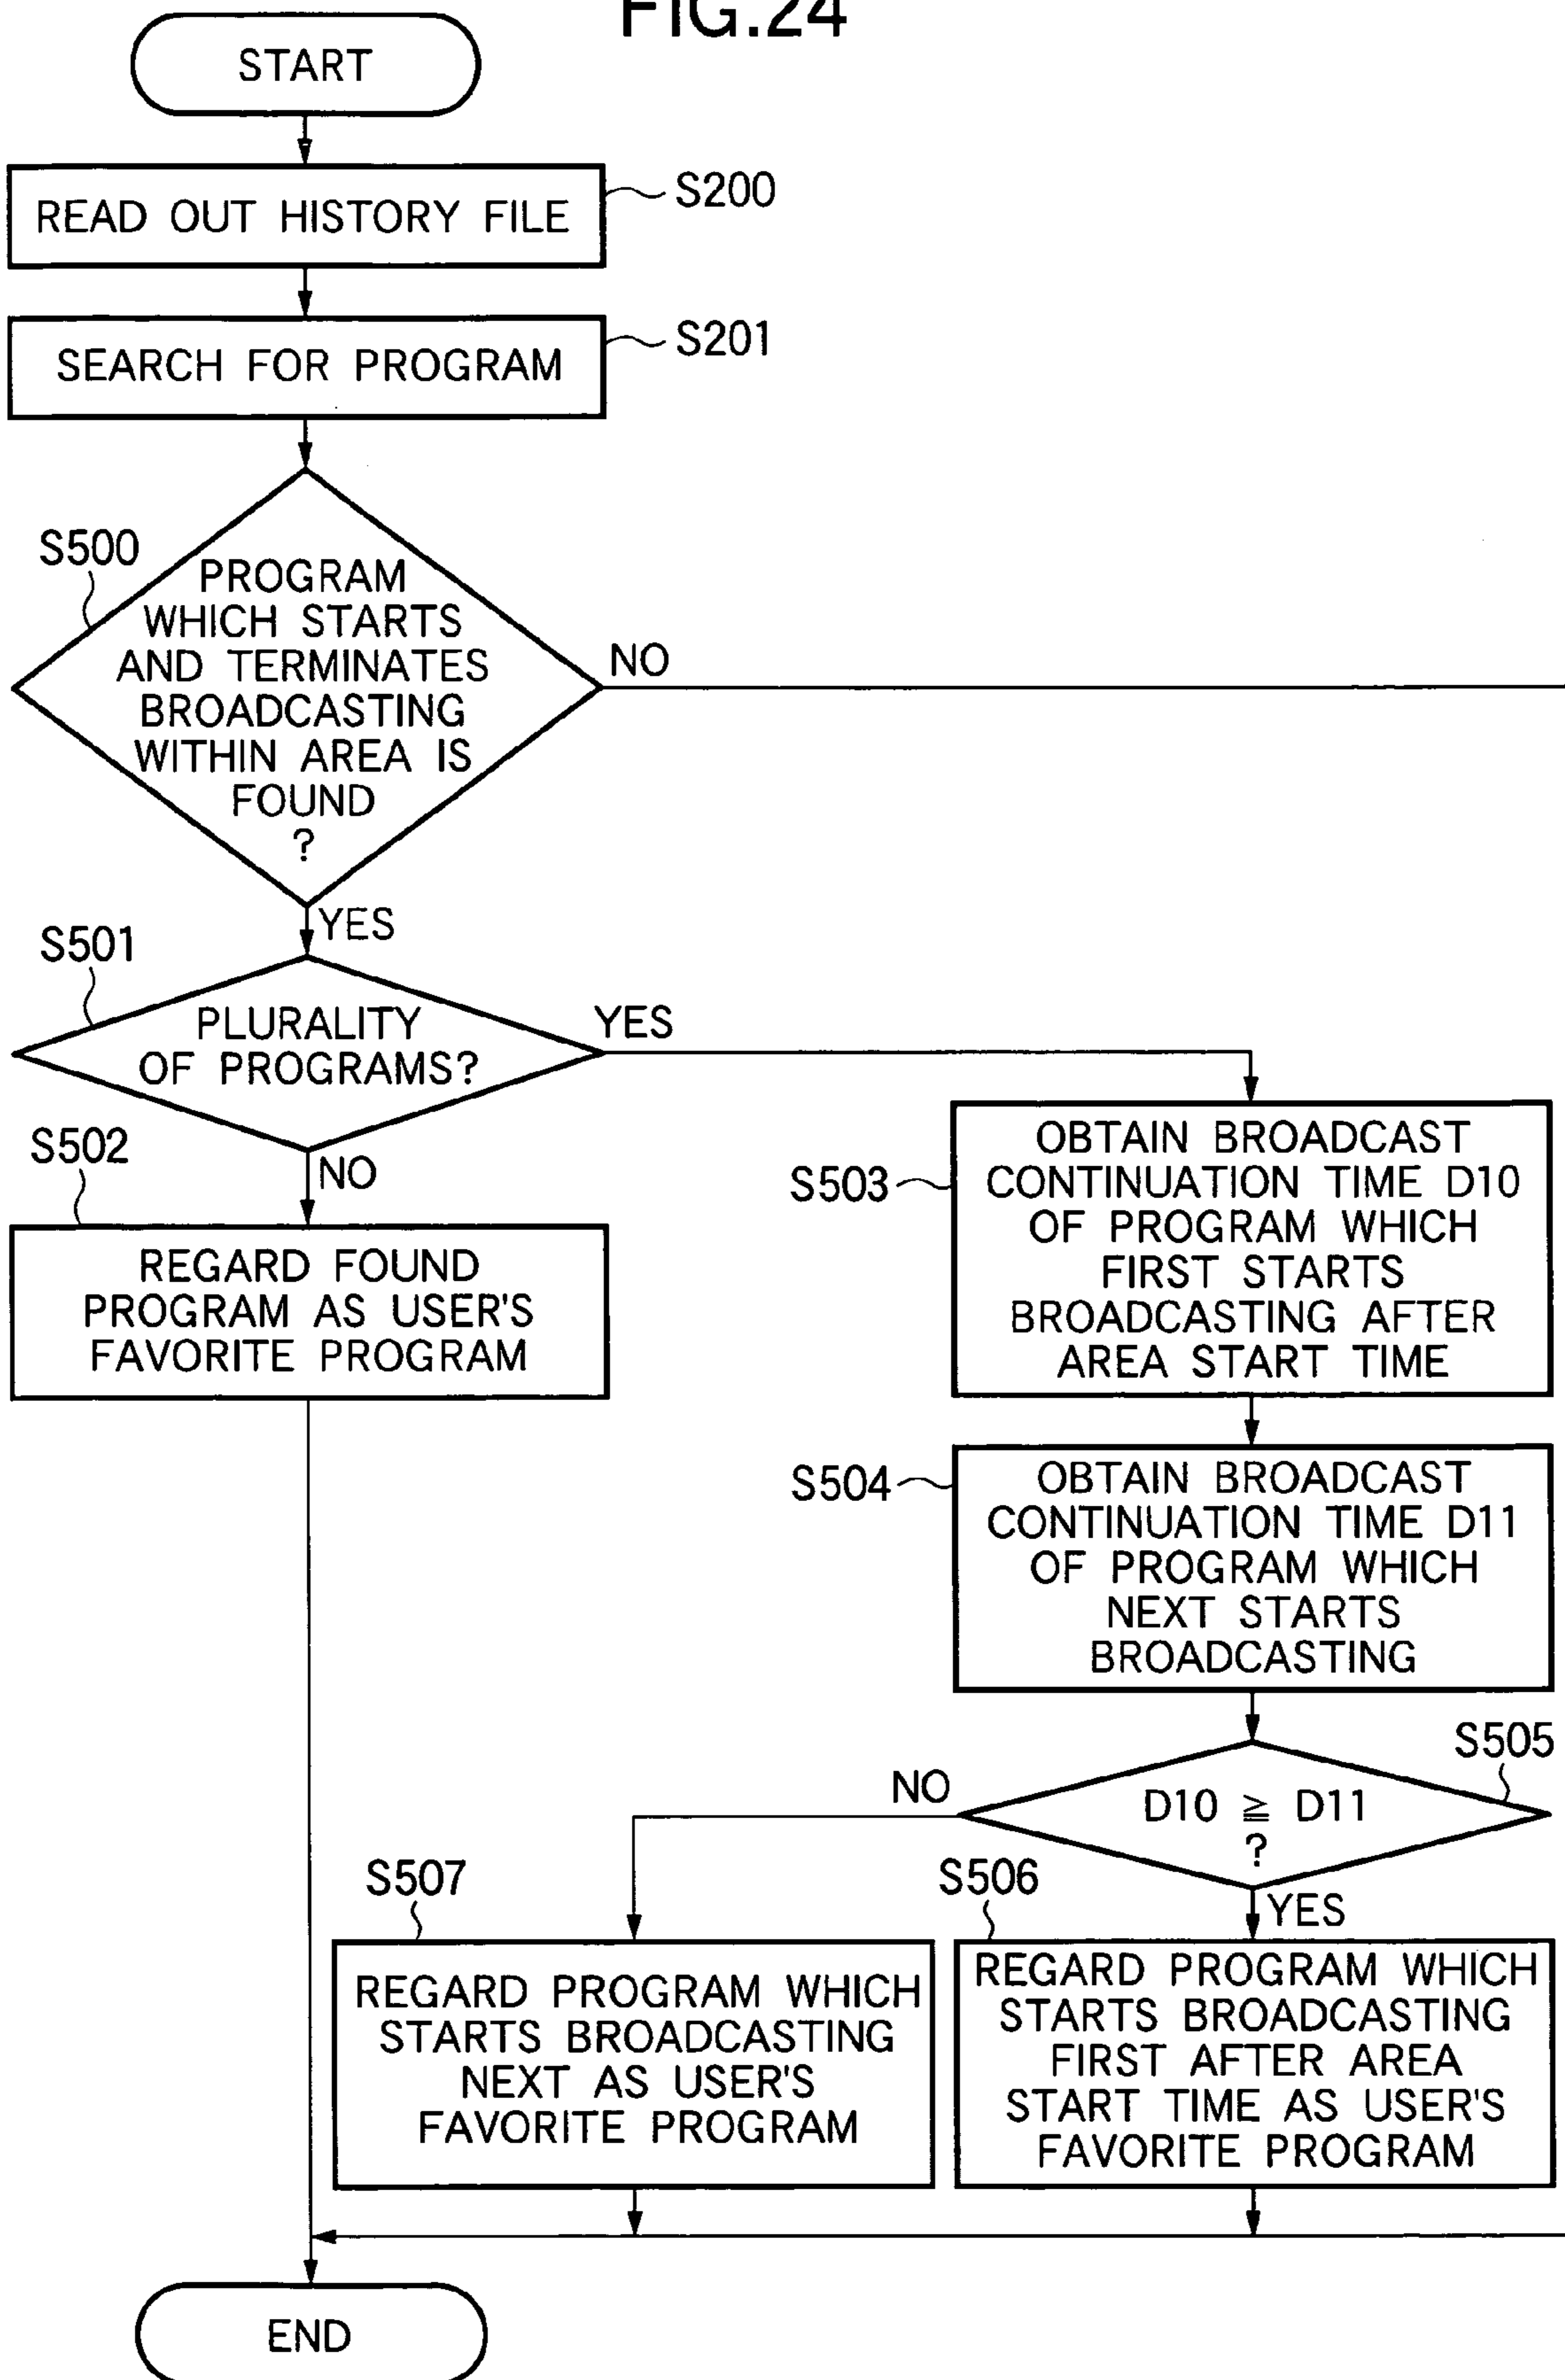 FIG.24
START
READ OUT HISTORY FILE
S200
SEARCH FOR PROGRAM
S201
S500
PROGRAM
WHICH STARTS
AND TERMINATES
BROADCASTING
WITHIN AREA IS
FOUND
?
NO
YES
S501
PLURALITY
OF PROGRAMS?
YES
NO
S502
REGARD FOUND
PROGRAM AS USER'S
FAVORITE PROGRAM
S503
OBTAIN BROADCAST
CONTINUATION TIME D10
OF PROGRAM WHICH
FIRST STARTS
BROADCASTING AFTER
AREA START TIME
S504
OBTAIN BROADCAST
CONTINUATION TIME D11
OF PROGRAM WHICH
NEXT STARTS
BROADCASTING
S505
D10 ≧ D11
?
NO
YES
S507
REGARD PROGRAM WHICH
STARTS BROADCASTING
NEXT AS USER'S
FAVORITE PROGRAM
S506
REGARD PROGRAM WHICH
STARTS BROADCASTING
FIRST AFTER AREA
START TIME AS USER'S
FAVORITE PROGRAM
END